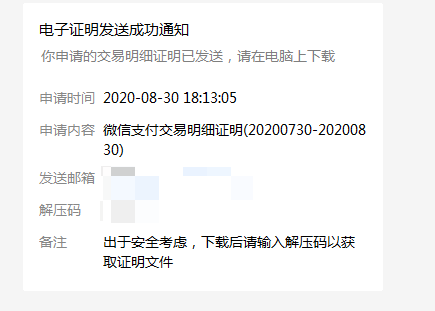 电子证明发送成功通知
你申请的交易明细证明已发送，请在电脑上下载
申请时间 2020-08-30 18:13:05
申请内容 微信支付交易明细证明(20200730-202008
30)
发送邮箱
解压码
备注 出于安全考虑，下载后请输入解压码以获
取证明文件